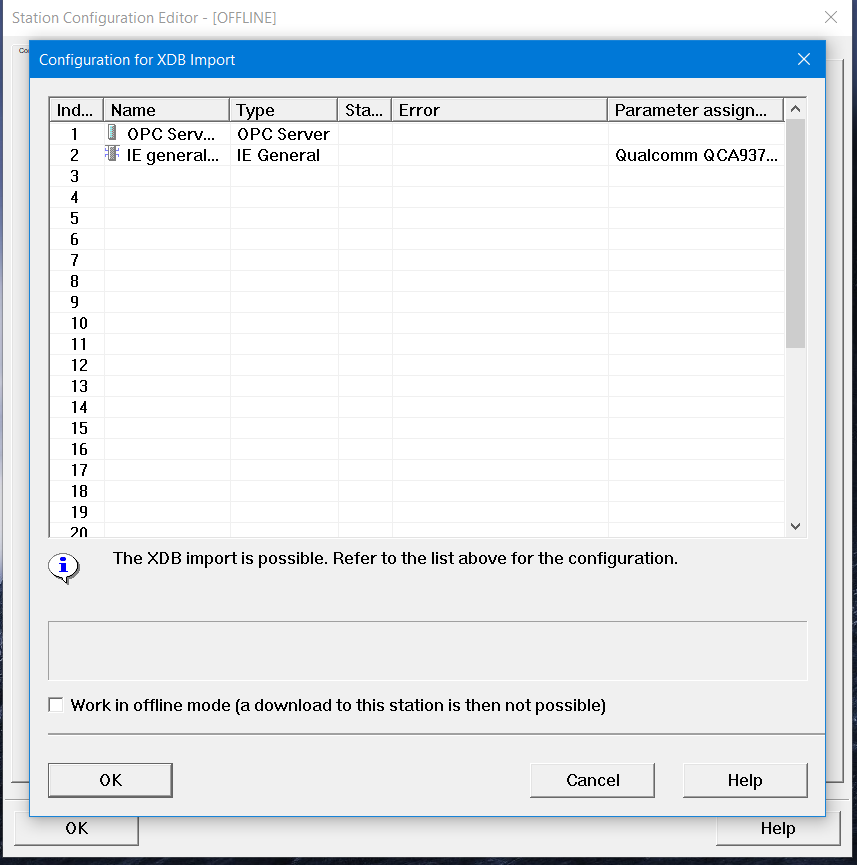 Station Configuration Editor - [OFFLINE]
Configuration for XDB Import
Ind... Name Type Sta... Error Parameter assign...
1 OPC Serv... OPC Server
2 IE general... IE General Qualcomm QCA937...
3
4
5
6
7
8
9
10
11
12
13
14
15
16
17
18
19
20
The XDB import is possible. Refer to the list above for the configuration.
Work in offline mode (a download to this station is then not possible)
OK Cancel Help
OK Help